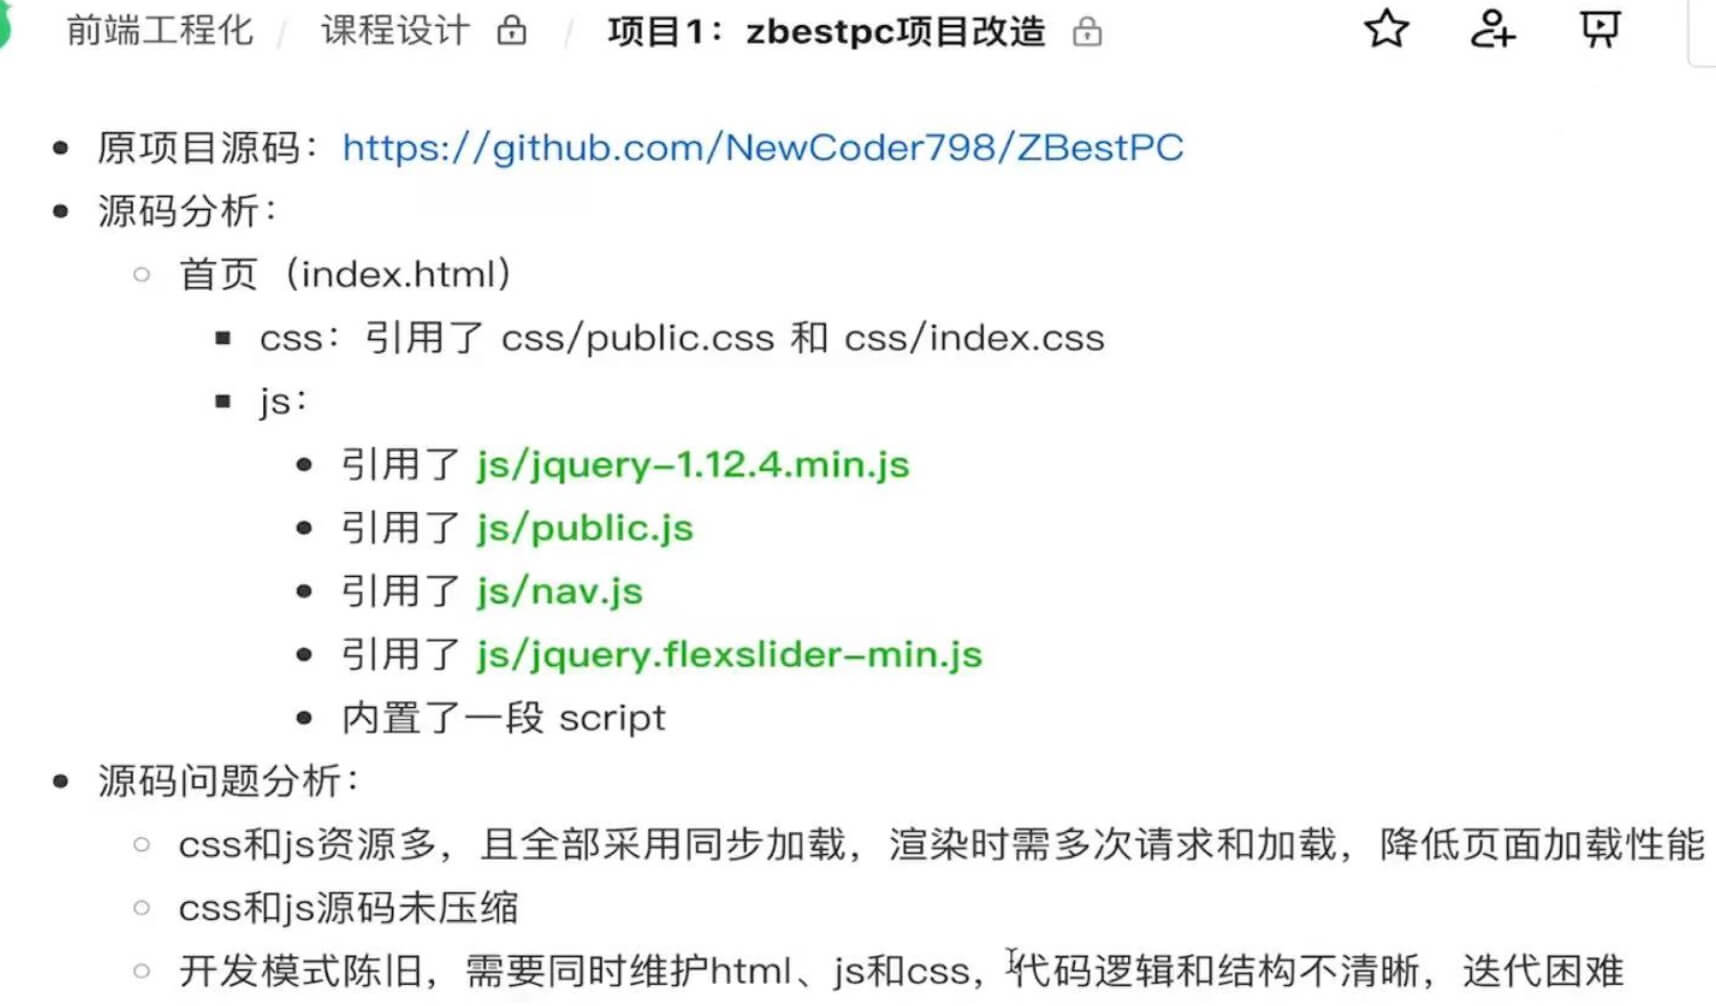 前端工程化 / 课程设计 / 项目1：zbestpc项目改造
原项目源码：https://github.com/NewCoder798/ZBestPC
源码分析：
首页（index.html）
css：引用了 css/public.css 和 css/index.css
js：
引用了 js/jquery-1.12.4.min.js
引用了 js/public.js
引用了 js/nav.js
引用了 js/jquery.flexslider-min.js
内置了一段 script
源码问题分析：
css和js资源多，且全部采用同步加载，渲染时需多次请求和加载，降低页面加载性能
css和js源码未压缩
开发模式陈旧，需要同时维护html、js和css，代码逻辑和结构不清晰，迭代困难